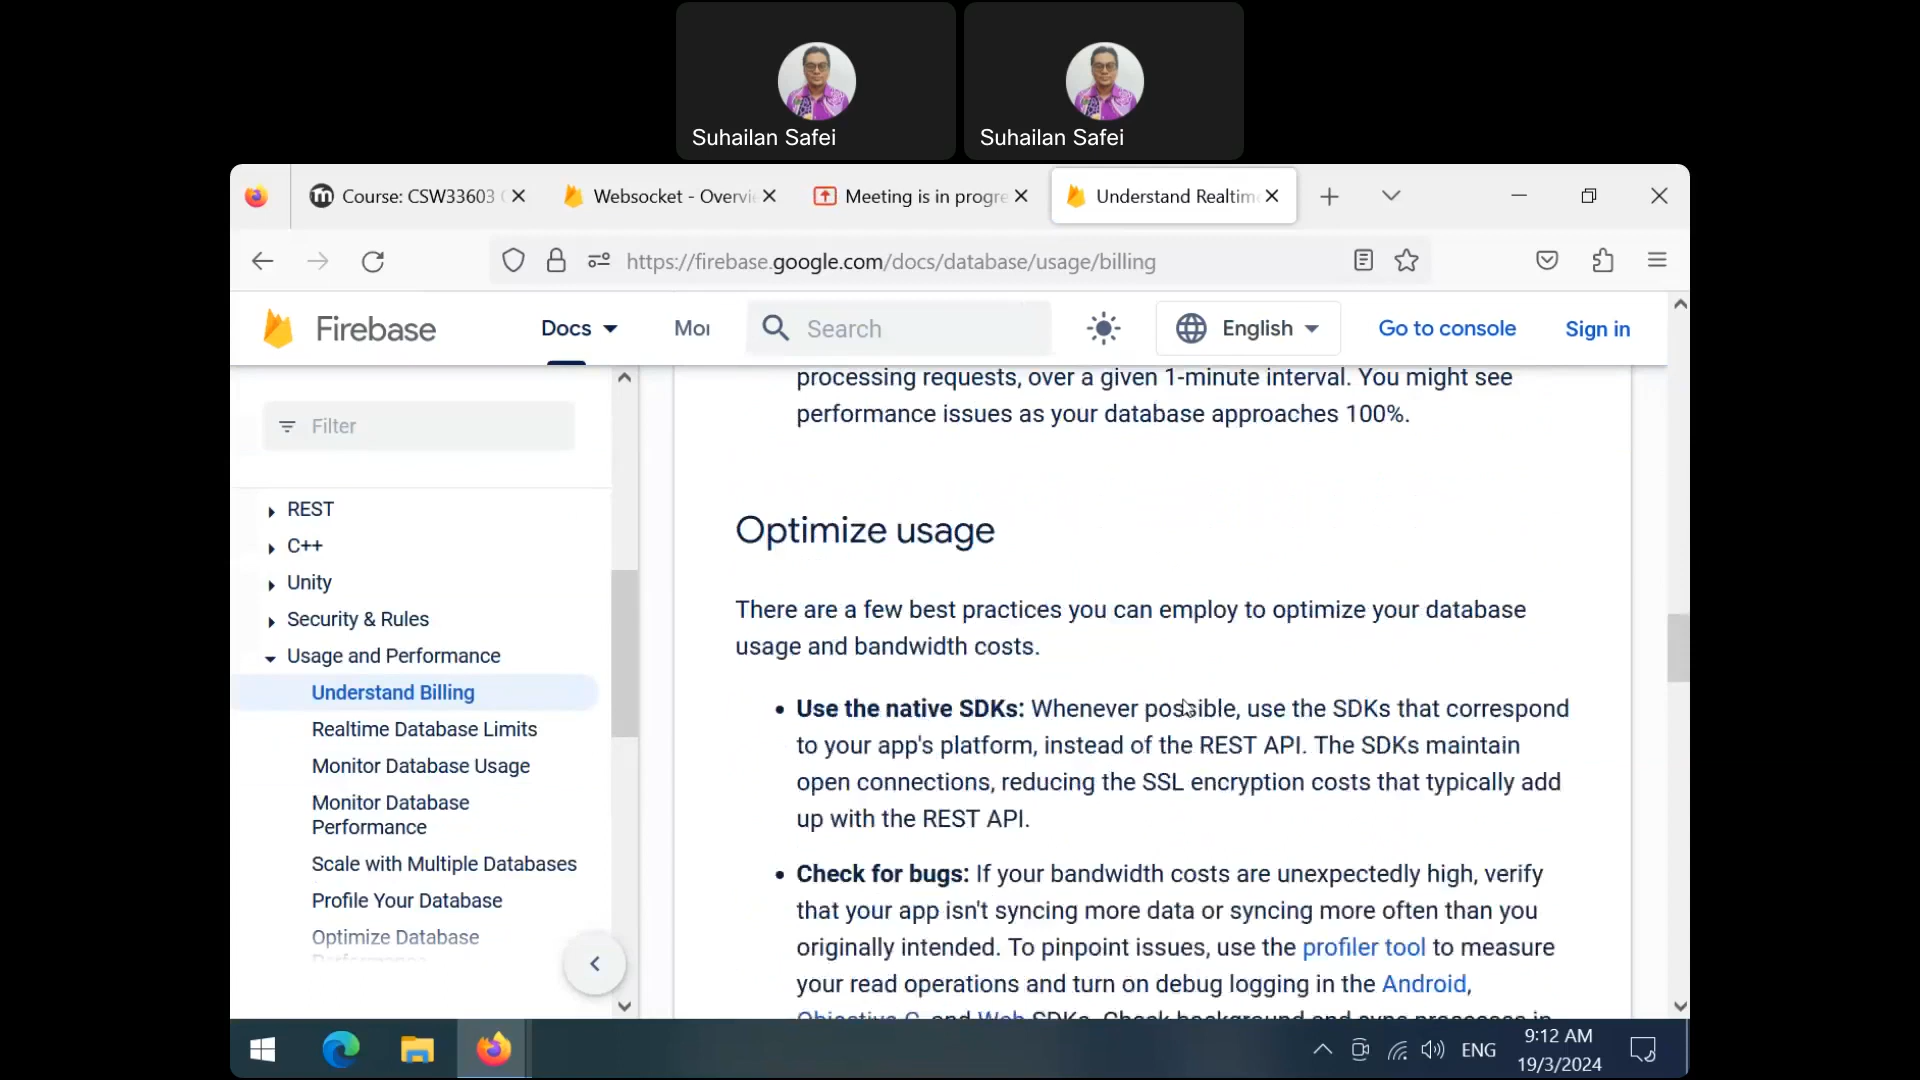 Suhailan Safei
Suhailan Safei
Course: CSW33603
Websocket - Overvi
Meeting is in progre
Understand Realtim
https://firebase.google.com/docs/database/usage/billing
Firebase
Docs
Mor
Search
English
Go to console
Sign in
Filter
REST
C++
Unity
Security & Rules
Usage and Performance
Understand Billing
Realtime Database Limits
Monitor Database Usage
Monitor Database
Performance
Scale with Multiple Databases
Profile Your Database
Optimize Database
processing requests, over a given 1-minute interval. You might see
performance issues as your database approaches 100%.
Optimize usage
There are a few best practices you can employ to optimize your database
usage and bandwidth costs.
• Use the native SDKs: Whenever possible, use the SDKs that correspond
to your app's platform, instead of the REST API. The SDKs maintain
open connections, reducing the SSL encryption costs that typically add
up with the REST API.
• Check for bugs: If your bandwidth costs are unexpectedly high, verify
that your app isn't syncing more data or syncing more often than you
originally intended. To pinpoint issues, use the profiler tool to measure
your read operations and turn on debug logging in the Android,
ENG
9:12 AM
19/3/2024